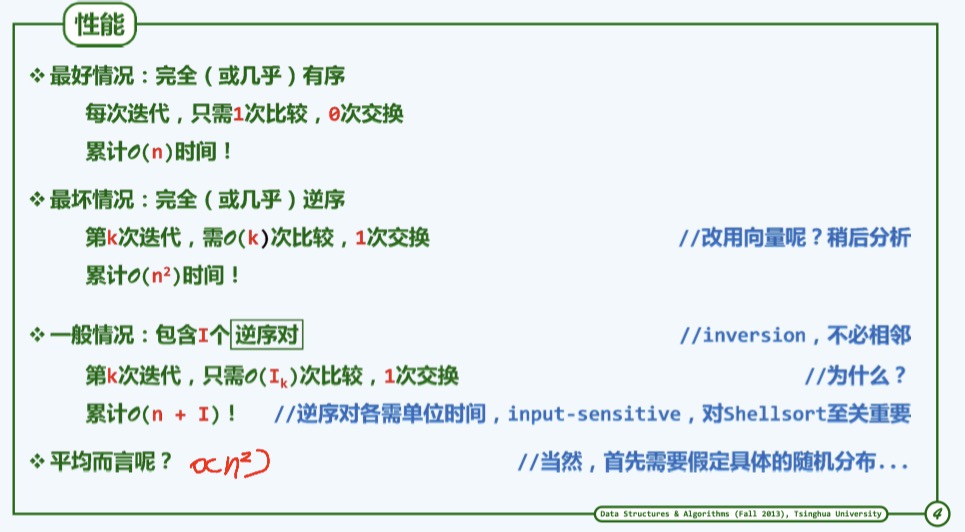 性能
❖ 最好情况：完全（或几乎）有序
每次迭代，只需1次比较，0次交换
累计O(n)时间！
❖ 最坏情况：完全（或几乎）逆序
第k次迭代，需O(k)次比较，1次交换 //改用向量呢？稍后分析
累计O(n²)时间！
❖ 一般情况：包含I个逆序对 //inversion，不必相邻
第k次迭代，只需O(Iₖ)次比较，1次交换 //为什么？
累计O(n + I)！ //逆序对各需单位时间，input-sensitive，对Shellsort至关重要
❖ 平均而言呢？ O(n²) //当然，首先需要假定具体的随机分布...
Data Structures & Algorithms (Fall 2013), Tsinghua University 4